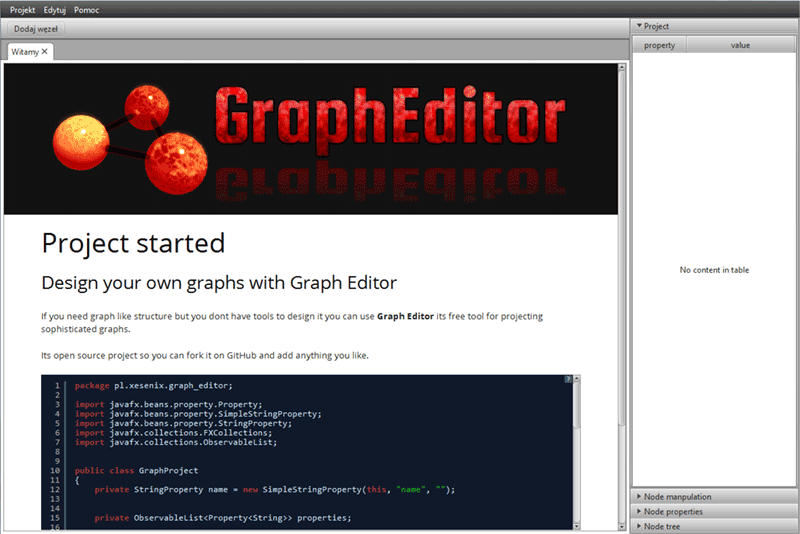 Projekt Edytuj Pomoc
Dodaj węzeł
Witamy
GraphEditor
Project started
Design your own graphs with Graph Editor
If you need graph like structure but you dont have tools to design it you can use Graph Editor its free tool for projecting
sophisticated graphs.
Its open source project so you can fork it on GitHub and add anything you like.
?
1 package pl.xesenix.graph_editor;
2
3 import javafx.beans.property.Property;
4 import javafx.beans.property.SimpleStringProperty;
5 import javafx.beans.property.StringProperty;
6 import javafx.collections.FXCollections;
7 import javafx.collections.ObservableList;
8
9
10 public class GraphProject
11 {
12 private StringProperty name = new SimpleStringProperty(this, "name", "");
13
14
15 private ObservableList<Property<String>> properties;
16
Project
property value
No content in table
Node manpulation
Node properties
Node tree